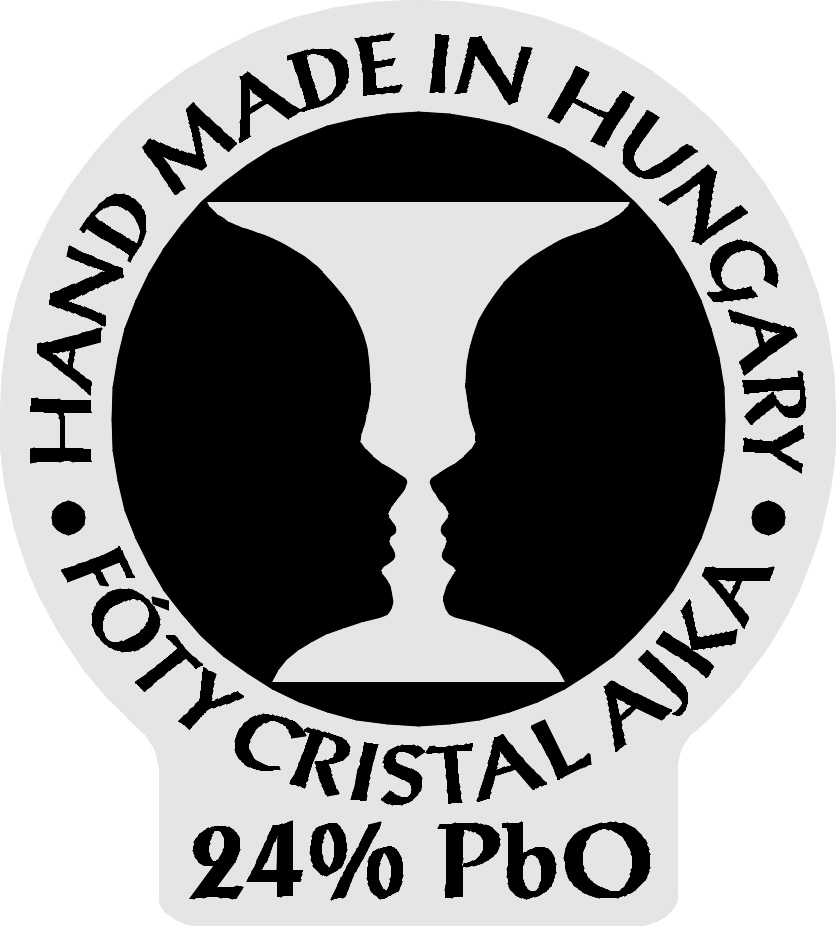 HAND MADE IN HUNGARY
• FÓTY CRISTAL AJKA •
24% PbO